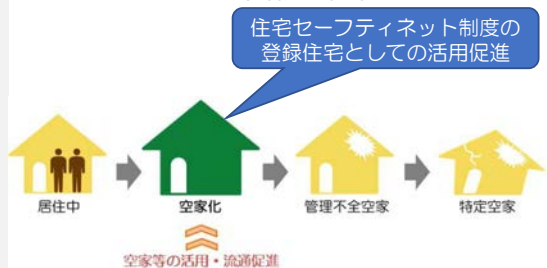 住宅セーフティネット制度の
登録住宅としての活用促進
居住中
空家化
管理不全空家
特定空家
空家等の活用・流通促進